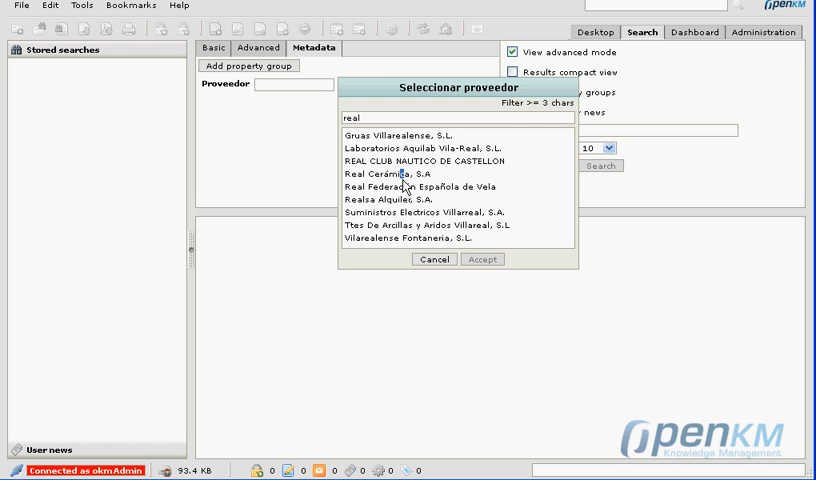 File Edit Tools Bookmarks Help
OPENKM
Desktop Search Dashboard Administration
Stored searches
Basic Advanced Metadata
View advanced mode
Add property group
Results compact view
Proveedor
Seleccionar proveedor
groups
Filter >= 3 chars
news
real
Gruas Villarealense, S.L.
Laboratorios Aquilab Vila-Real, S.L.
10
REAL CLUB NAUTICO DE CASTELLON
Search
Real Cerámica, S.A
Real Federación Española de Vela
Realsa Alquiler, S.A.
Suministros Electricos Villarreal, S.A.
Ttes De Arcillas y Aridos Villareal, S.L
Vilarealense Fontaneria, S.L.
Cancel Accept
OpenKM
Knowledge Management
User news
Connected as okmAdmin 93.4 KB 0 0 0 0 0 0